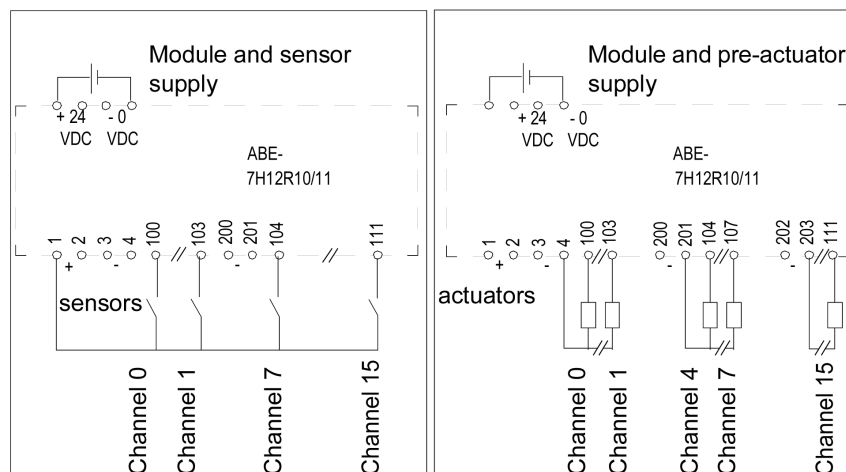 Module and sensor
supply
+ 24
- 0
VDC
VDC
ABE-
7H12R10/11
1
2
3
4
100
103
200
201
104
111
+
-
-
sensors
Channel 0
Channel 1
Channel 7
Channel 15
Module and pre-actuator
supply
+ 24
- 0
VDC
VDC
ABE-
7H12R10/11
1
2
3
4
100
103
200
201
104
107
202
203
111
+
-
-
-
actuators
Channel 0
Channel 1
Channel 4
Channel 7
Channel 15